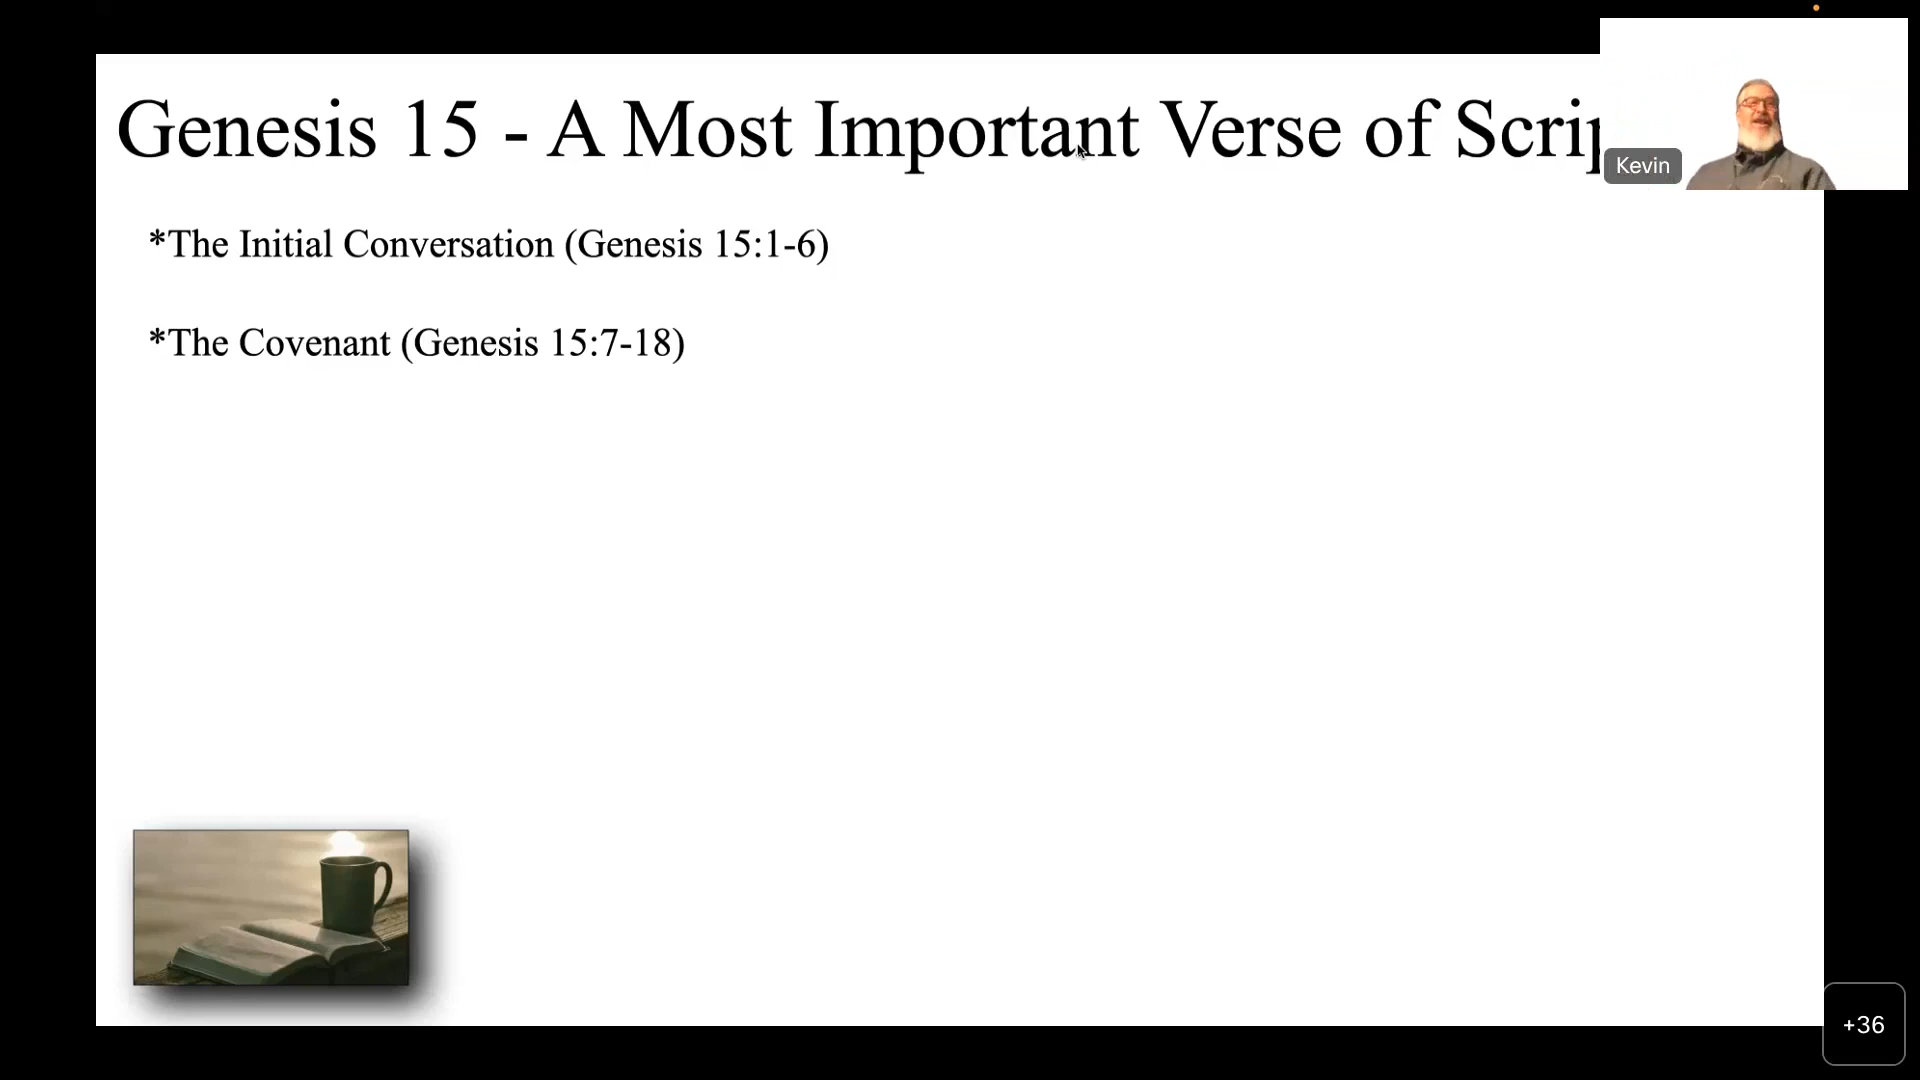 Genesis 15 - A Most Important Verse of
Kevin
*The Initial Conversation (Genesis 15:1-6)
*The Covenant (Genesis 15:7-18)
+36